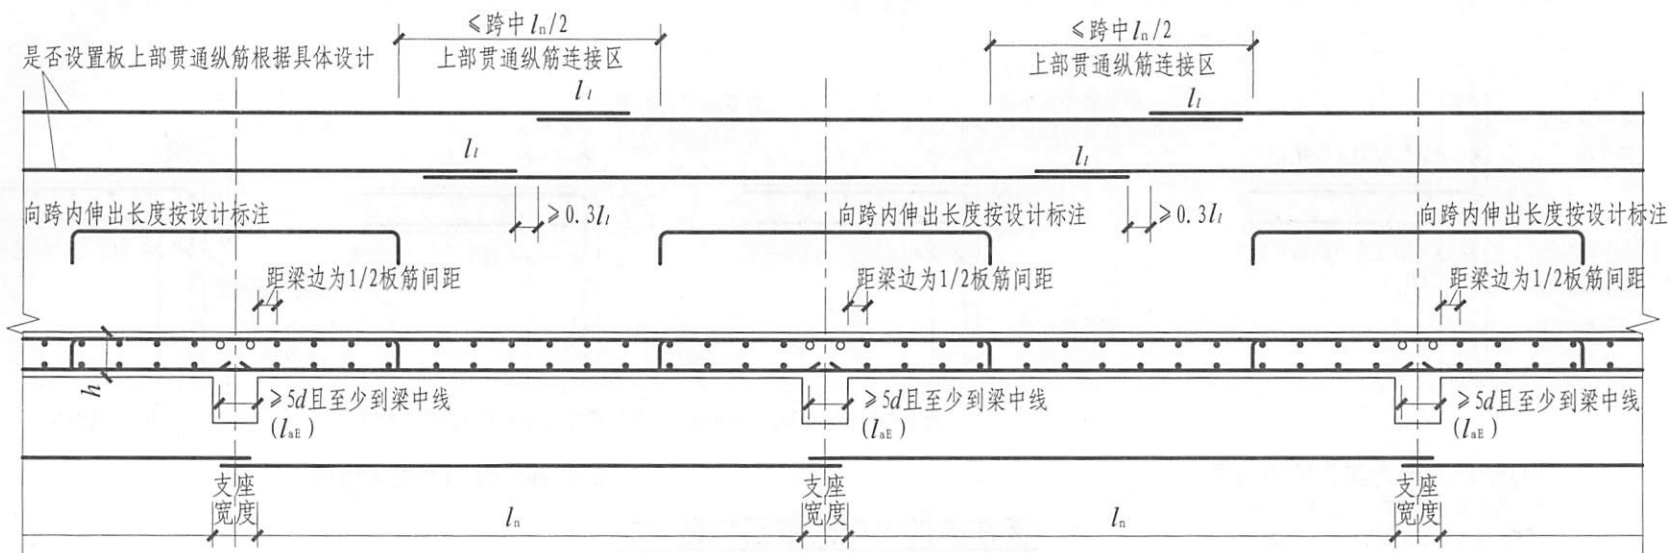 ≤跨中 ln/2
≤跨中 ln/2
是否设置板上部贯通纵筋根据具体设计
上部贯通纵筋连接区
上部贯通纵筋连接区
ll
ll
ll
ll
向跨内伸出长度按设计标注
≥0.3ll
向跨内伸出长度按设计标注
≥0.3ll
向跨内伸出长度按设计标注
距梁边为1/2板筋间距
距梁边为1/2板筋间距
距梁边为1/2板筋间距
h
≥5d且至少到梁中线
(laE)
≥5d且至少到梁中线
(laE)
≥5d且至少到梁中线
(laE)
支座
宽度
ln
支座
宽度
ln
支座
宽度